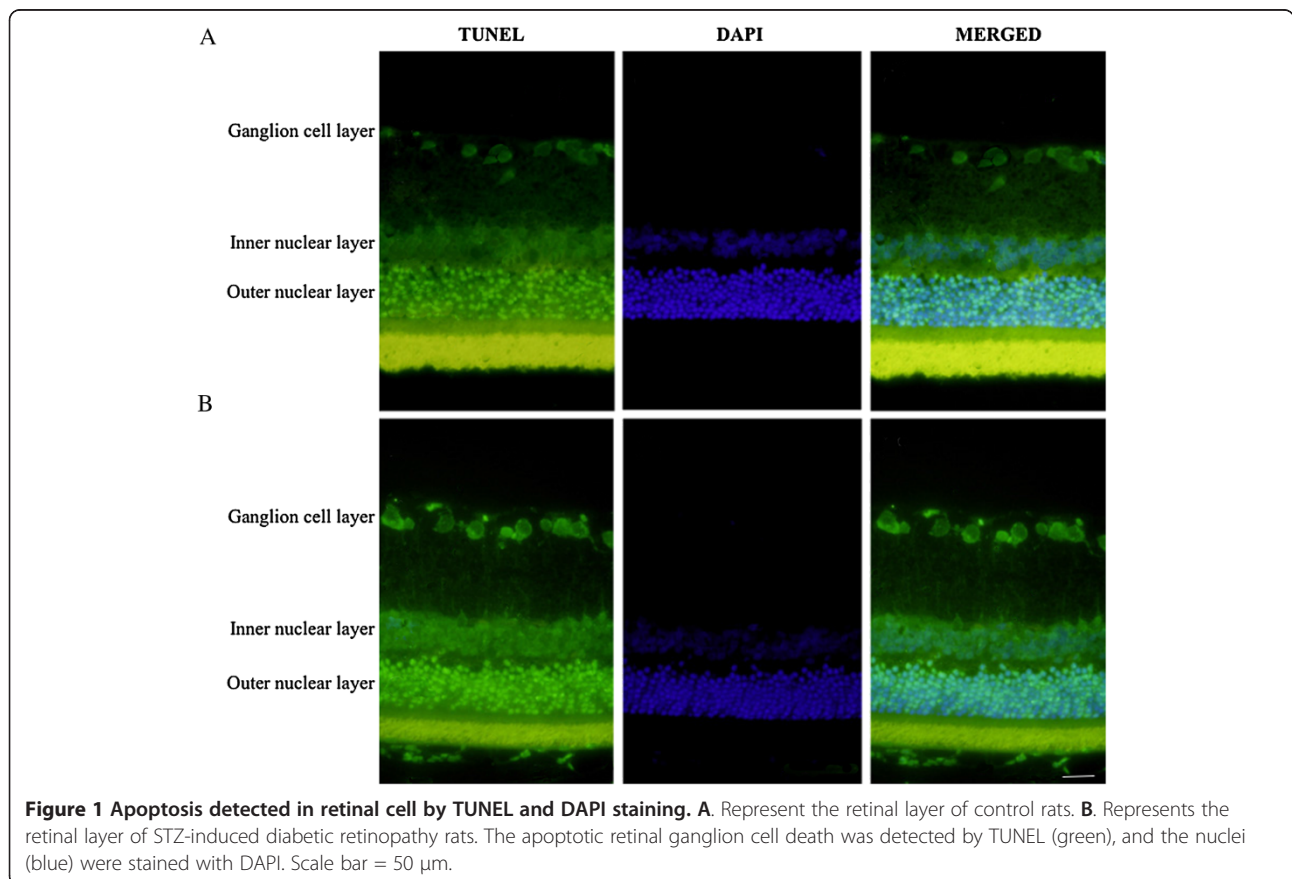 A
TUNEL
DAPI
MERGED
Ganglion cell layer
Inner nuclear layer
Outer nuclear layer
B
Ganglion cell layer
Inner nuclear layer
Outer nuclear layer
Figure 1 Apoptosis detected in retinal cell by TUNEL and DAPI staining. A. Represent the retinal layer of control rats. B. Represents the
retinal layer of STZ-induced diabetic retinopathy rats. The apoptotic retinal ganglion cell death was detected by TUNEL (green), and the nuclei
(blue) were stained with DAPI. Scale bar = 50 μm.